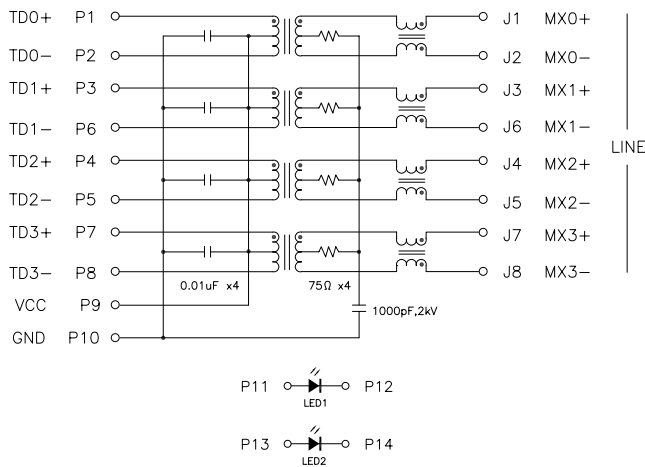 TD0+ P1 J1 MX0+
TD0− P2 J2 MX0−
TD1+ P3 J3 MX1+
TD1− P6 J6 MX1−
LINE
TD2+ P4 J4 MX2+
TD2− P5 J5 MX2−
TD3+ P7 J7 MX3+
TD3− P8 J8 MX3−
0.01uF x4 75Ω x4
VCC P9
1000pF,2kV
GND P10
P11 P12
LED1
P13 P14
LED2